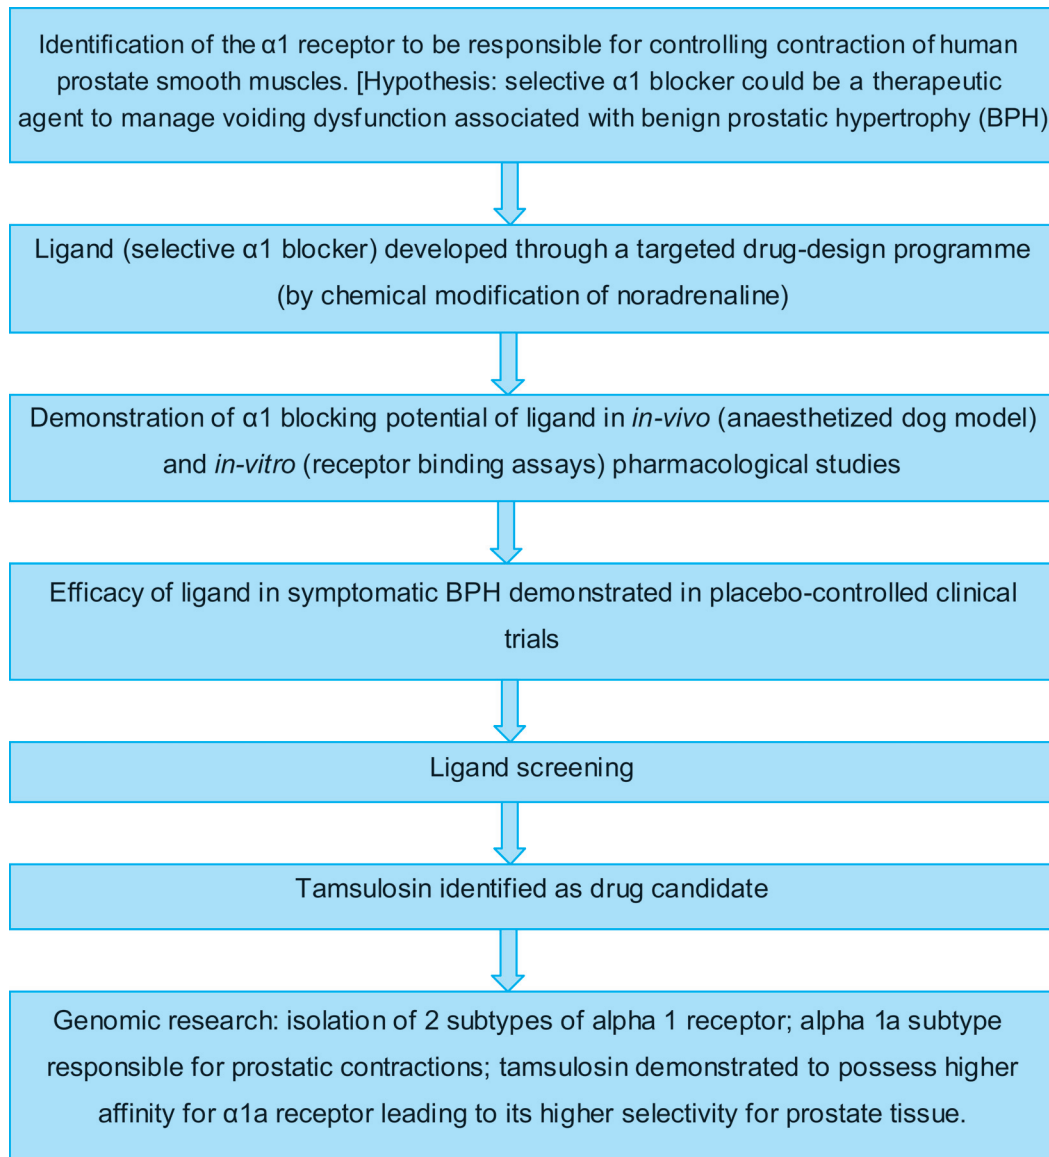 Identification of the α1 receptor to be responsible for controlling contraction of human
prostate smooth muscles. [Hypothesis: selective α1 blocker could be a therapeutic
agent to manage voiding dysfunction associated with benign prostatic hypertrophy (BPH)
Ligand (selective α1 blocker) developed through a targeted drug-design programme
(by chemical modification of noradrenaline)
Demonstration of α1 blocking potential of ligand in in-vivo (anaesthetized dog model)
and in-vitro (receptor binding assays) pharmacological studies
Efficacy of ligand in symptomatic BPH demonstrated in placebo-controlled clinical
trials
Ligand screening
Tamsulosin identified as drug candidate
Genomic research: isolation of 2 subtypes of alpha 1 receptor; alpha 1a subtype
responsible for prostatic contractions; tamsulosin demonstrated to possess higher
affinity for α1a receptor leading to its higher selectivity for prostate tissue.